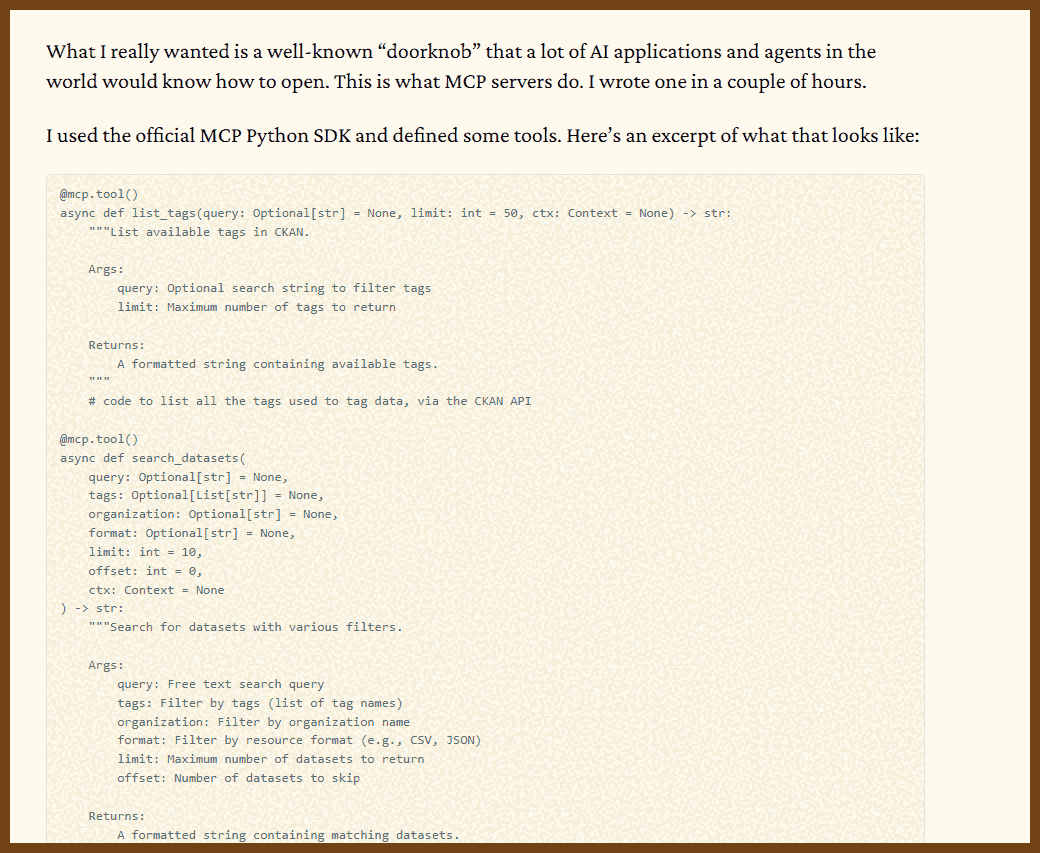 What I really wanted is a well-known “doorknob” that a lot of AI applications and agents in the
world would know how to open. This is what MCP servers do. I wrote one in a couple of hours.
I used the official MCP Python SDK and defined some tools. Here’s an excerpt of what that looks like:
@mcp.tool()
async def list_tags(query: Optional[str] = None, limit: int = 50, ctx: Context = None) -> str:
    """List available tags in CKAN.
    Args:
        query: Optional search string to filter tags
        limit: Maximum number of tags to return
    Returns:
        A formatted string containing available tags.
    """
    # code to list all the tags used to tag data, via the CKAN API
@mcp.tool()
async def search_datasets(
    query: Optional[str] = None,
    tags: Optional[List[str]] = None,
    organization: Optional[str] = None,
    format: Optional[str] = None,
    limit: int = 10,
    offset: int = 0,
    ctx: Context = None
) -> str:
    """Search for datasets with various filters.
    Args:
        query: Free text search query
        tags: Filter by tags (list of tag names)
        organization: Filter by organization name
        format: Filter by resource format (e.g., CSV, JSON)
        limit: Maximum number of datasets to return
        offset: Number of datasets to skip
    Returns:
        A formatted string containing matching datasets.